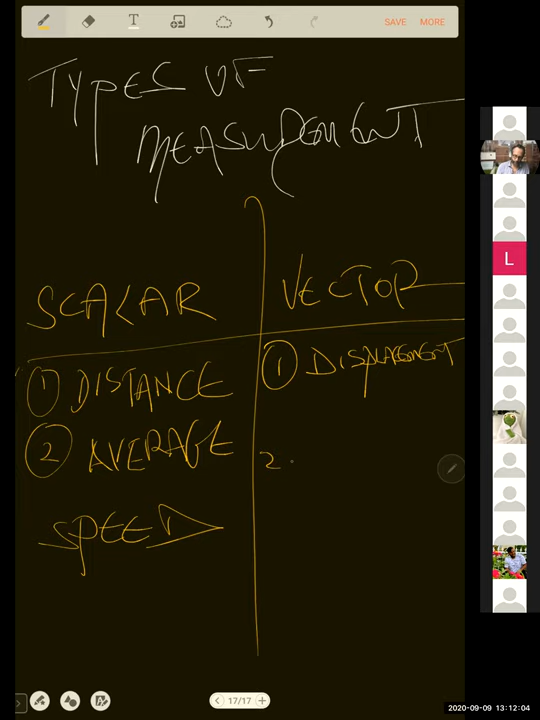 T
SAVE MORE
TYPES OF
MEASUREMENT
SCALAR
VECTOR
L
① DISTANCE
① DISPLACEMENT
② AVERAGE
2.
SPEED
17/17
2020-09-09 13:12:04